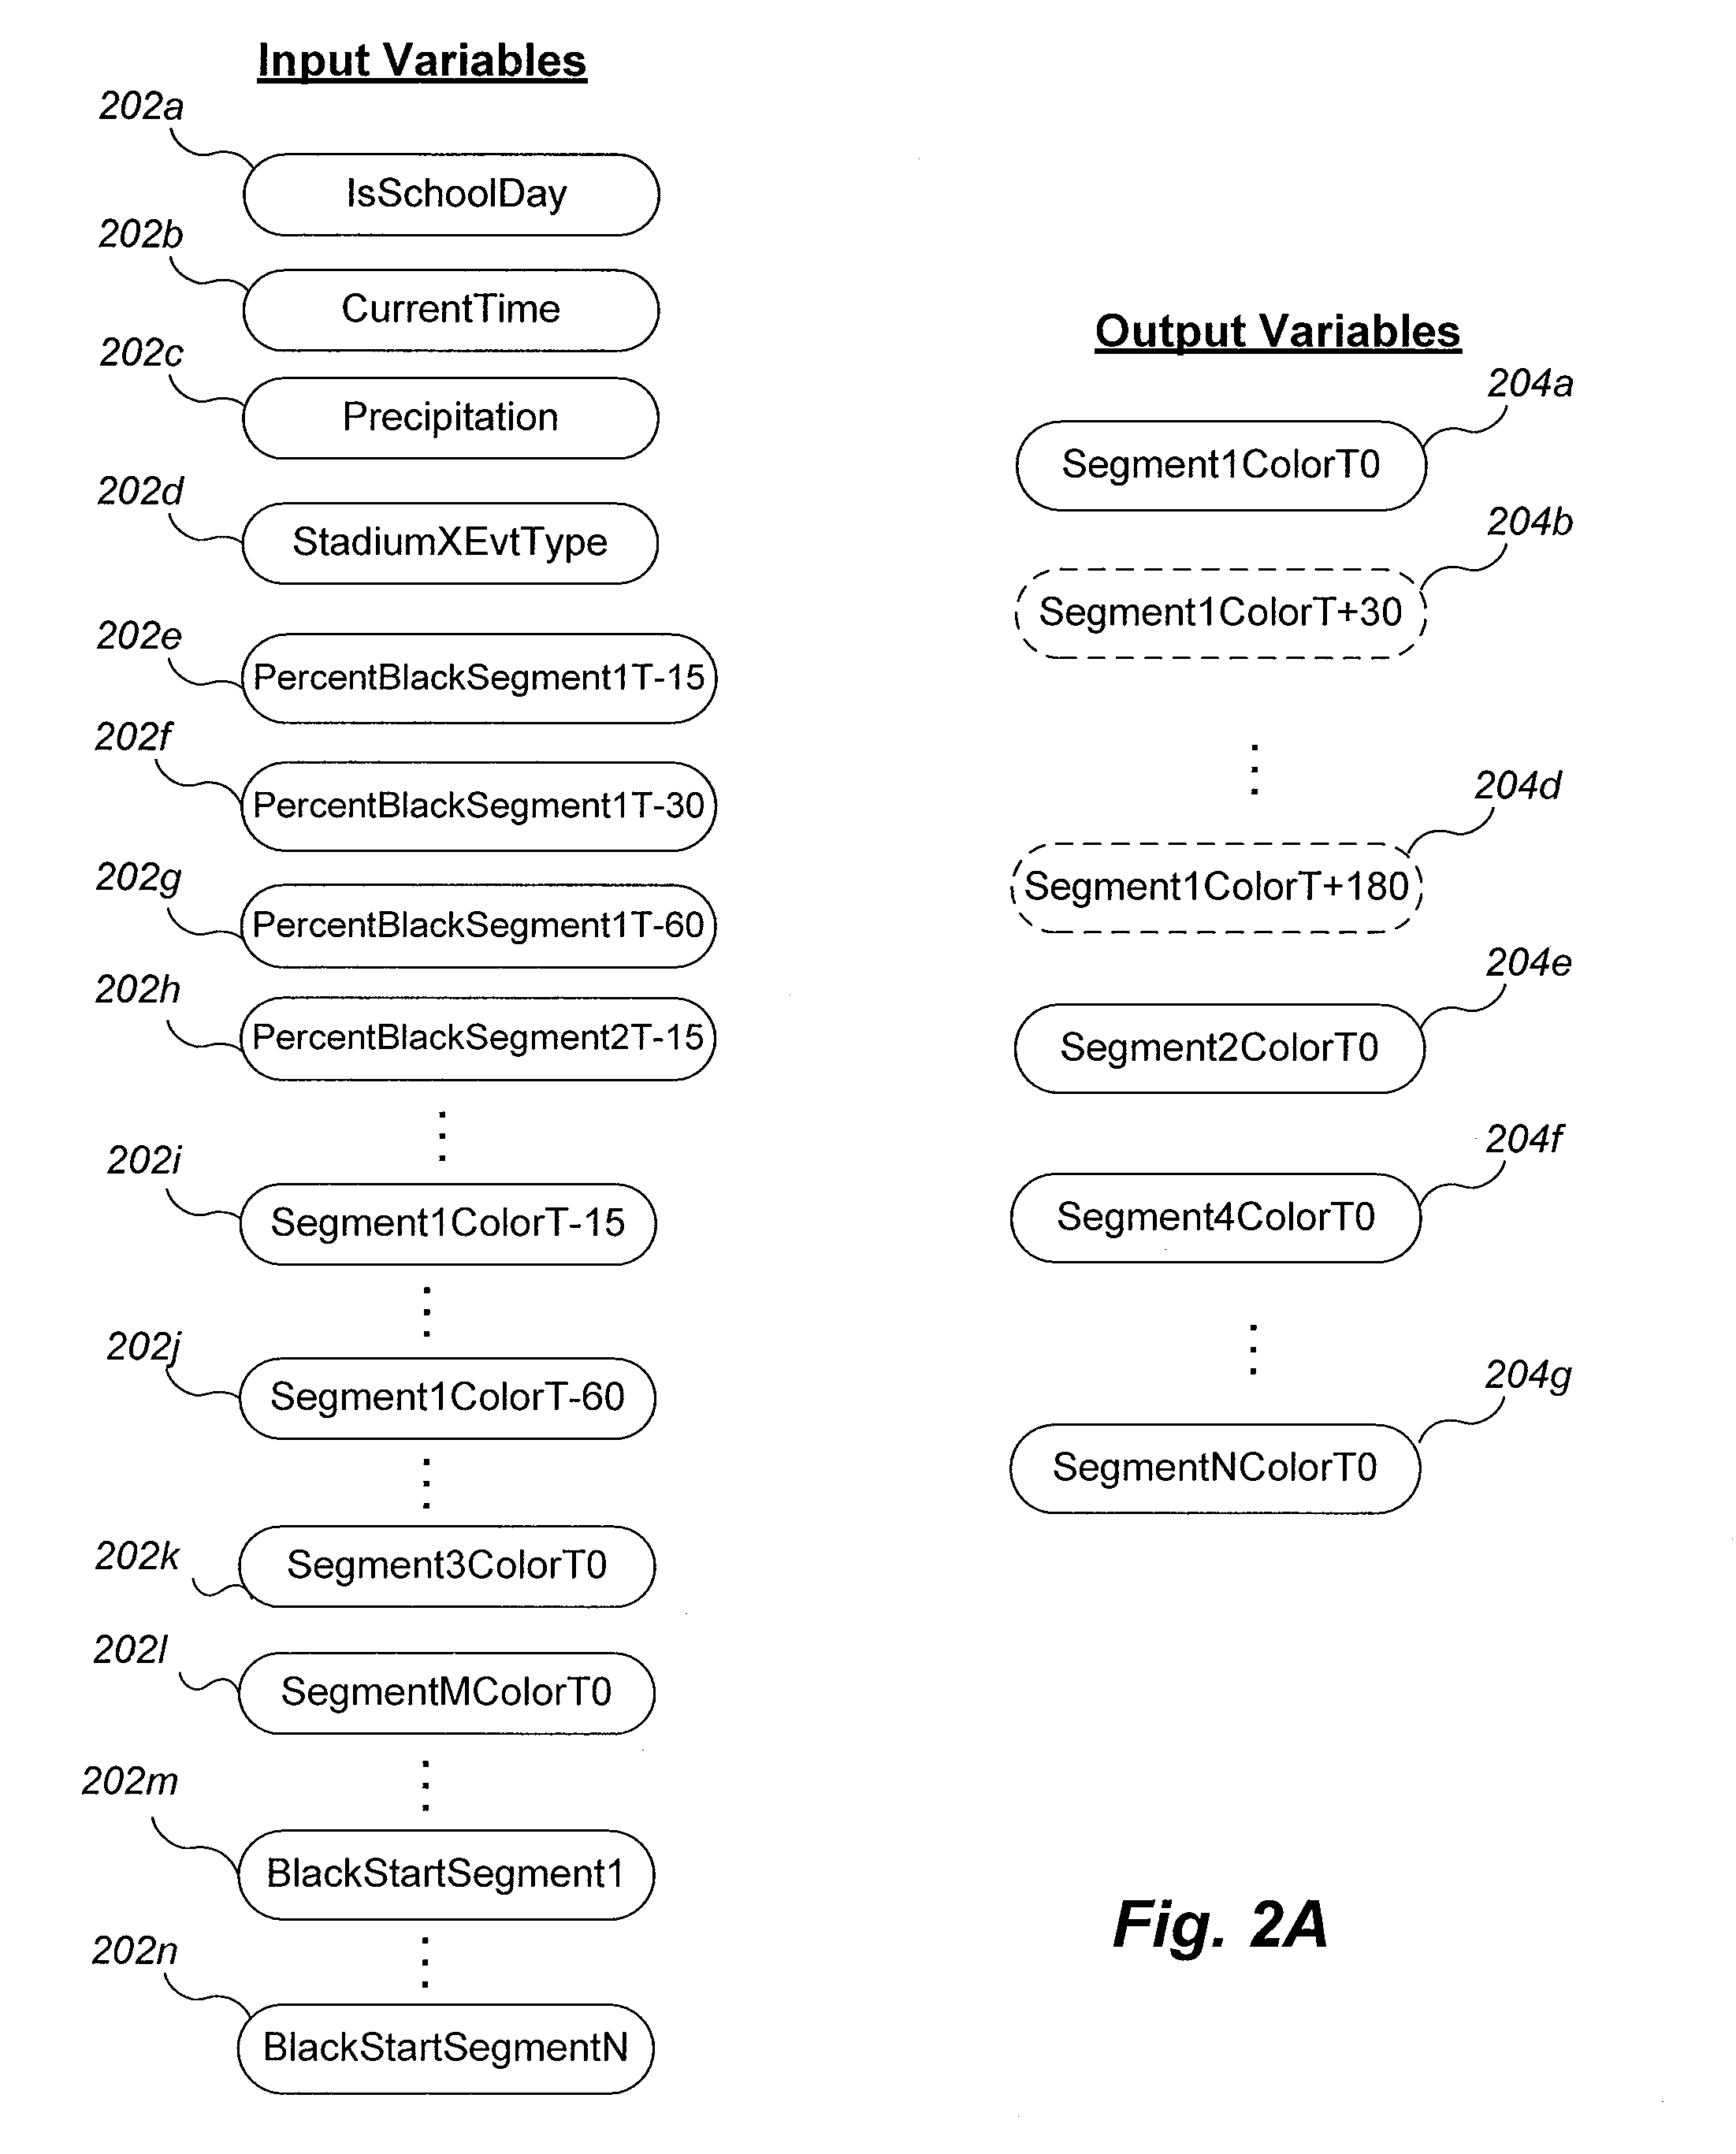 Input Variables
202a
IsSchoolDay
202b
CurrentTime
202c
Precipitation
202d
StadiumXEvtType
202e
PercentBlackSegment1T-15
202f
PercentBlackSegment1T-30
202g
PercentBlackSegment1T-60
202h
PercentBlackSegment2T-15
202i
Segment1ColorT-15
202j
Segment1ColorT-60
202k
Segment3ColorT0
202l
SegmentMColorT0
202m
BlackStartSegment1
202n
BlackStartSegmentN
Output Variables
204a
Segment1ColorT0
204b
Segment1ColorT+30
204d
Segment1ColorT+180
204e
Segment2ColorT0
204f
Segment4ColorT0
204g
SegmentNColorT0
Fig. 2A